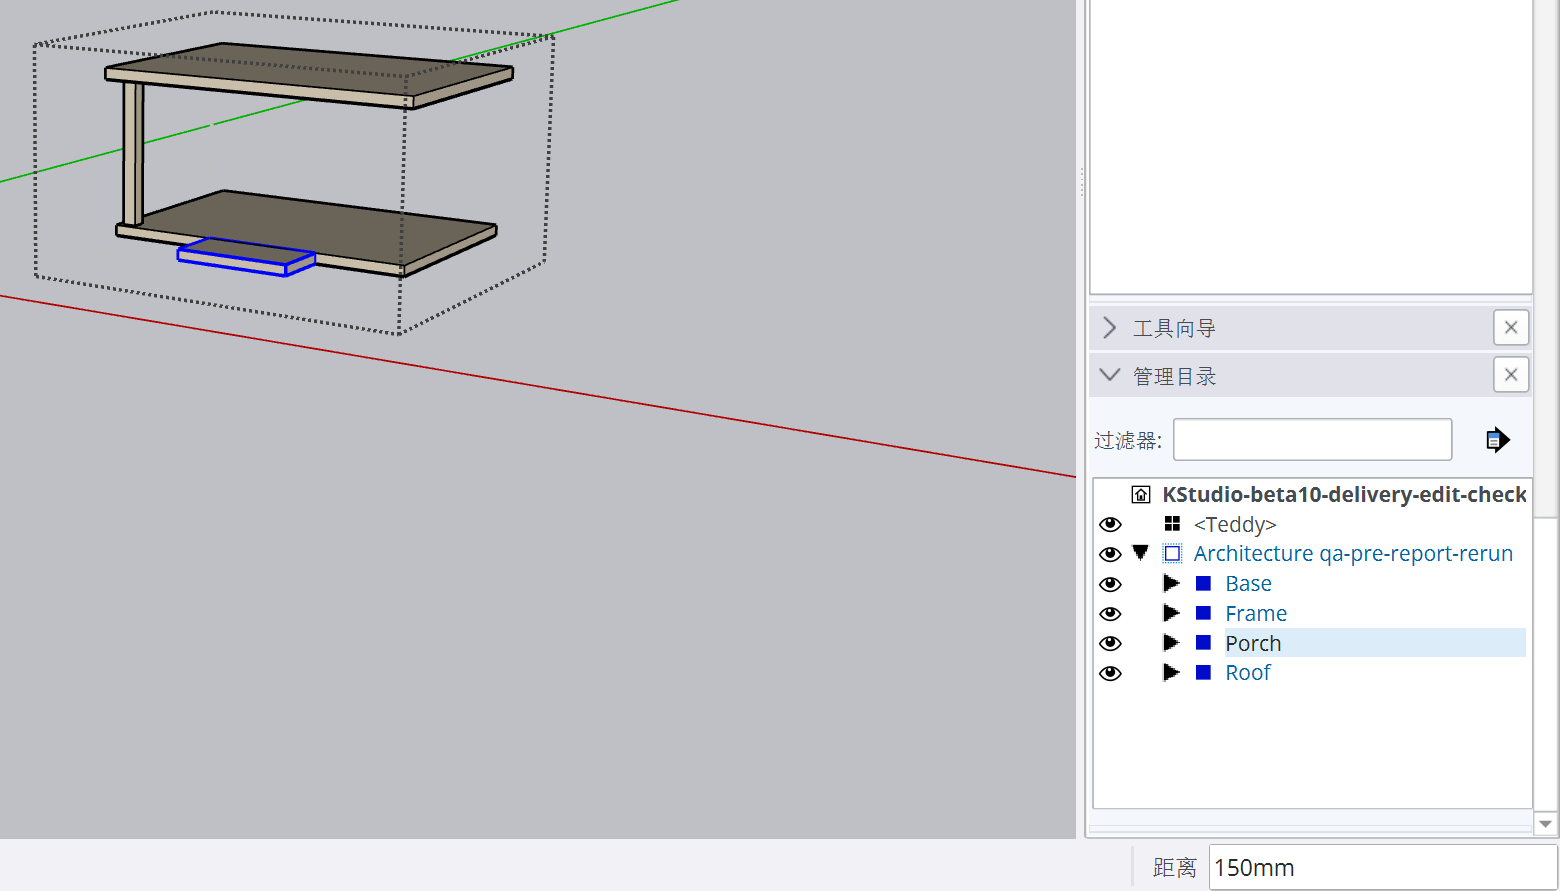 工具向导
管理目录
过滤器:
KStudio-beta10-delivery-edit-check
<Teddy>
Architecture qa-pre-report-rerun
Base
Frame
Porch
Roof
距离 150mm